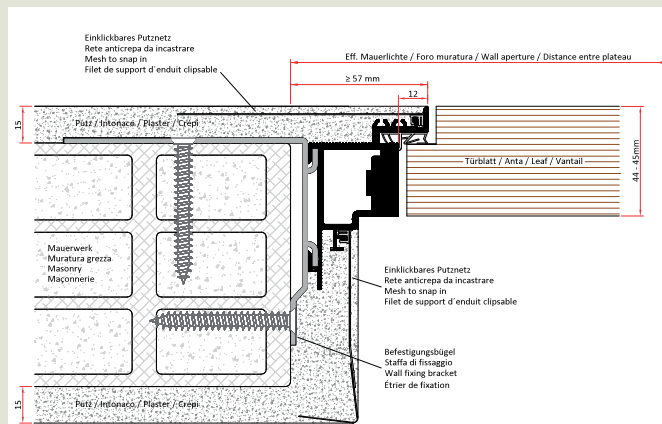 Einklickbares Putznetz
Rete anticrepa da incastrare
Mesh to snap in
Filet de support d´enduit clipsable
Eff. Mauerlichte / Foro muratura / Wall aperture / Distance entre plateau
≥ 57 mm
12
15
Putz / Intonaco / Plaster / Crépi
Türblatt / Anta / Leaf / Vantail
44 - 45mm
Mauerwerk
Muratura grezza
Masonry
Maçonnerie
Einklickbares Putznetz
Rete anticrepa da incastrare
Mesh to snap in
Filet de support d´enduit clipsable
Befestigungsbügel
Staffa di fissaggio
Wall fixing bracket
Étrier de fixation
15
Putz / Intonaco / Plaster / Crépi